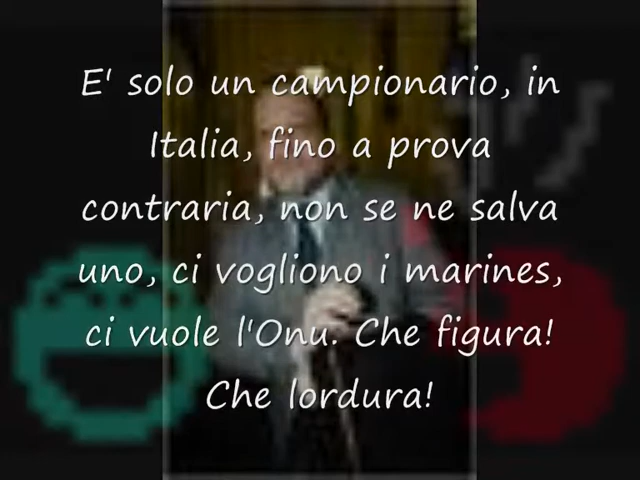 E' solo un campionario, in
Italia, fino a prova
contraria, non se ne salva
uno, ci vogliono i marines,
ci vuole l'Onu. Che figura!
Che lordura!